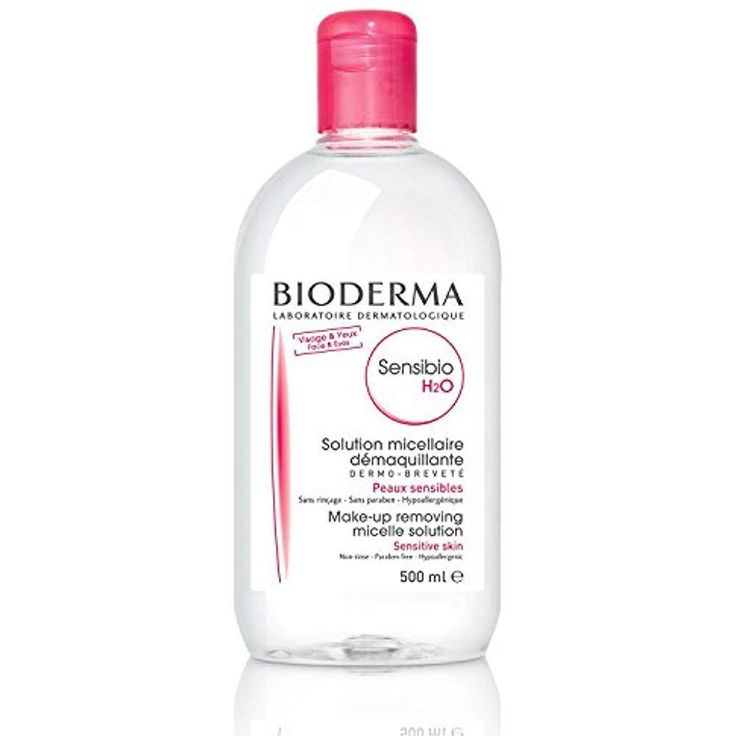 BIODERMA
LABORATOIRE DERMATOLOGIQUE
Visage & Yeux
Face & Eyes
Sensibio
H2O
Solution micellaire
démaquillante
DERMO-BREVETÉ
Peaux sensibles
Sans rinçage - Sans paraben - Hypoallergénique
Make-up removing
micelle solution
Sensitive skin
Non rinse - Paraben free - Hypoallergenic
500 ml ℮